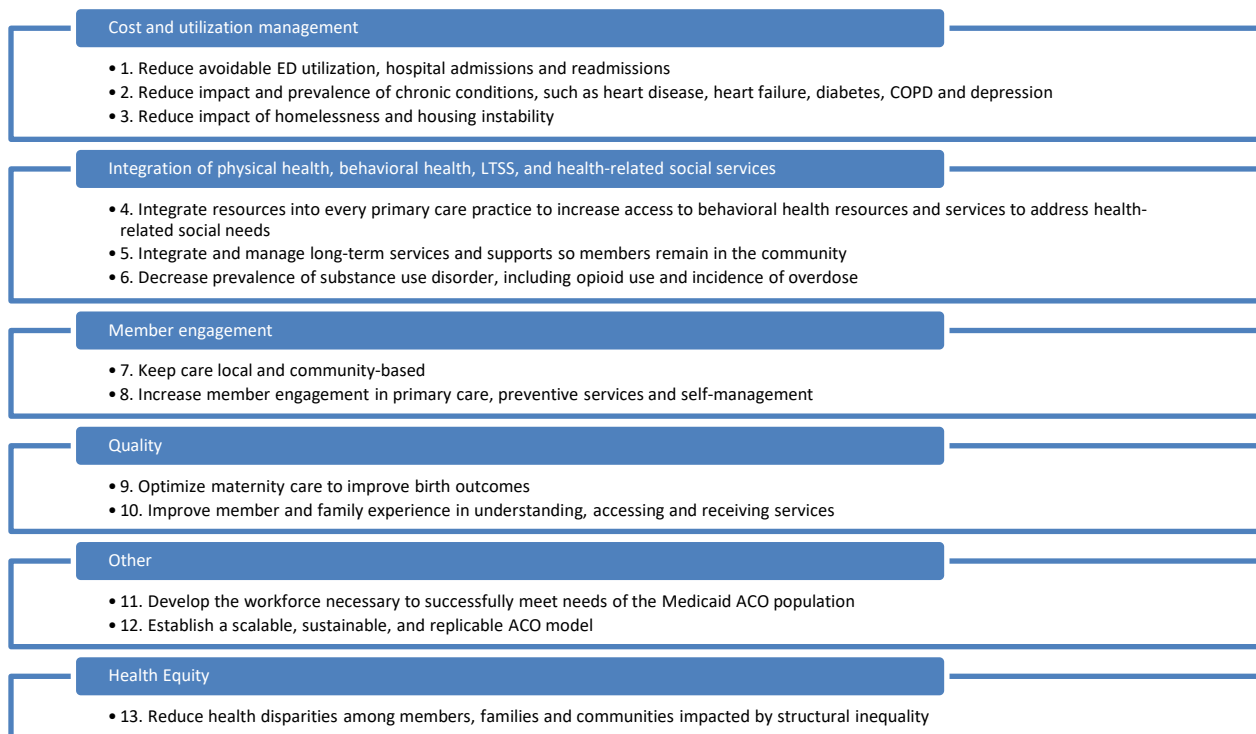 Cost and utilization management
• 1. Reduce avoidable ED utilization, hospital admissions and readmissions
• 2. Reduce impact and prevalence of chronic conditions, such as heart disease, heart failure, diabetes, COPD and depression
• 3. Reduce impact of homelessness and housing instability
Integration of physical health, behavioral health, LTSS, and health-related social services
• 4. Integrate resources into every primary care practice to increase access to behavioral health resources and services to address health-
related social needs
• 5. Integrate and manage long-term services and supports so members remain in the community
• 6. Decrease prevalence of substance use disorder, including opioid use and incidence of overdose
Member engagement
• 7. Keep care local and community-based
• 8. Increase member engagement in primary care, preventive services and self-management
Quality
• 9. Optimize maternity care to improve birth outcomes
• 10. Improve member and family experience in understanding, accessing and receiving services
Other
• 11. Develop the workforce necessary to successfully meet needs of the Medicaid ACO population
• 12. Establish a scalable, sustainable, and replicable ACO model
Health Equity
• 13. Reduce health disparities among members, families and communities impacted by structural inequality